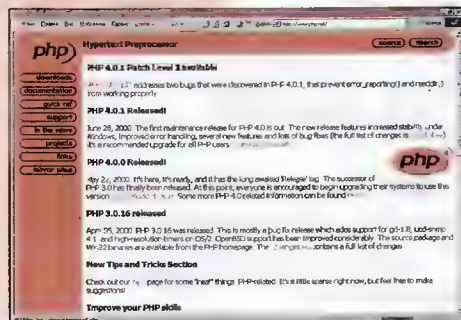 php
Hypertext Preprocessor
source | search
downloads
documentation
quick ref
support
in the news
projects
links
mirror sites
PHP 4.0.1 Patch Level 2 available
addresses two bugs that were discovered in PHP 4.0.1, that prevent error_reporting() and readdir()
from working properly
PHP 4.0.1 Released!
June 28, 2000. The first maintenance release for PHP 4.0 is out. The new release features increased stability under
Windows, improved error handling, several new features and lots of bug fixes (the full list of changes is
it's a recommended upgrade for all PHP users
PHP 4.0.0 Released!
May 22, 2000. It's here, it's ready, and it has the long awaited 'Release' tag. The successor of
PHP 3.0 has finally been released. At this point, everyone is encouraged to begin upgrading their systems to use this
version. Some more PHP 4.0 related information can be found
php
PHP 3.0.16 released
April 05, 2000. PHP 3.0.16 was released. This is mostly a bug fix release which adds support for gd-1.8, ucd-snmp
4.1 and high-resolution timers on OS/2. OpenBSD support has been improved considerably. The source package and
Win32 binaries are available from the PHP homepage. The contains a full list of changes
New Tips and Tricks Section
Check out our page for some "neat" things PHP-related. It's a little sparse right now, but feel free to make
suggestions!
Improve your PHP skills